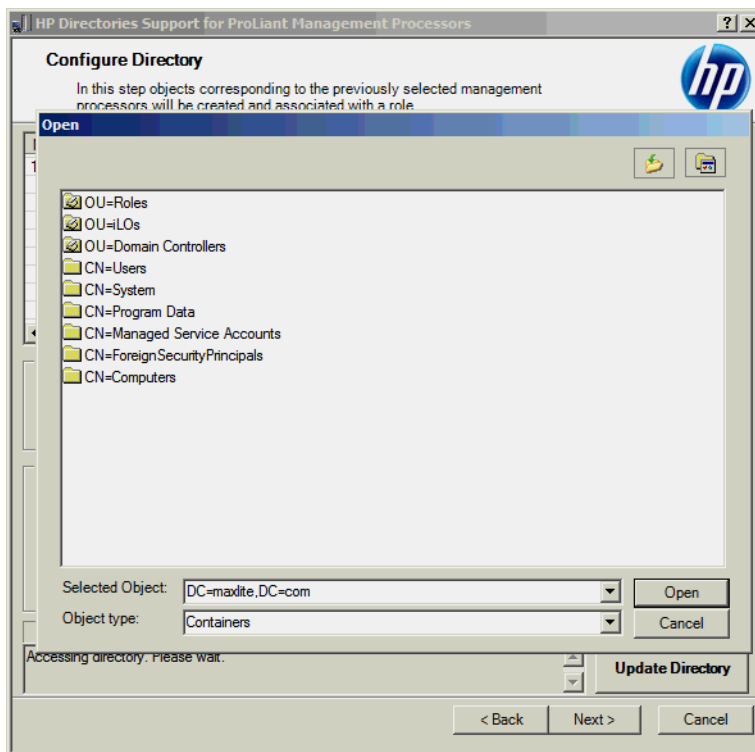 HP Directories Support for ProLiant Management Processors
Configure Directory
In this step objects corresponding to the previously selected management
processors will be created and associated with a role
hp
Open
1
OU=Roles
OU=iLOs
OU=Domain Controllers
CN=Users
CN=System
CN=Program Data
CN=Managed Service Accounts
CN=ForeignSecurityPrincipals
CN=Computers
Selected Object: DC=maxlite,DC=com Open
Object type: Containers Cancel
Accessing directory. Please wait.
Update Directory
< Back Next > Cancel